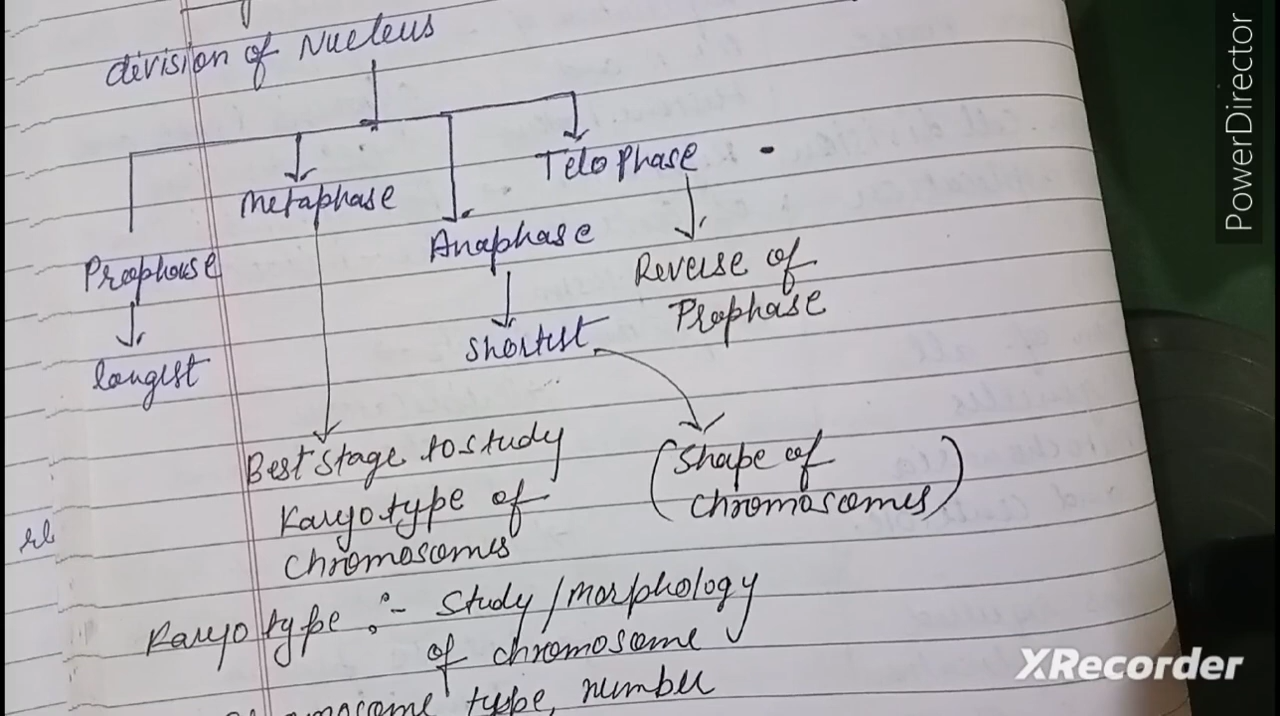 division of Nucleus
Prophase
Metaphase
Anaphase
Telophase
longest
shortest
Reverse of
Prophase
Best stage to study
Karyotype of
chromosomes
(Shape of
chromosomes)
Karyotype :- Study/morphology
of chromosome
type, number
rl
PowerDirector
XRecorder